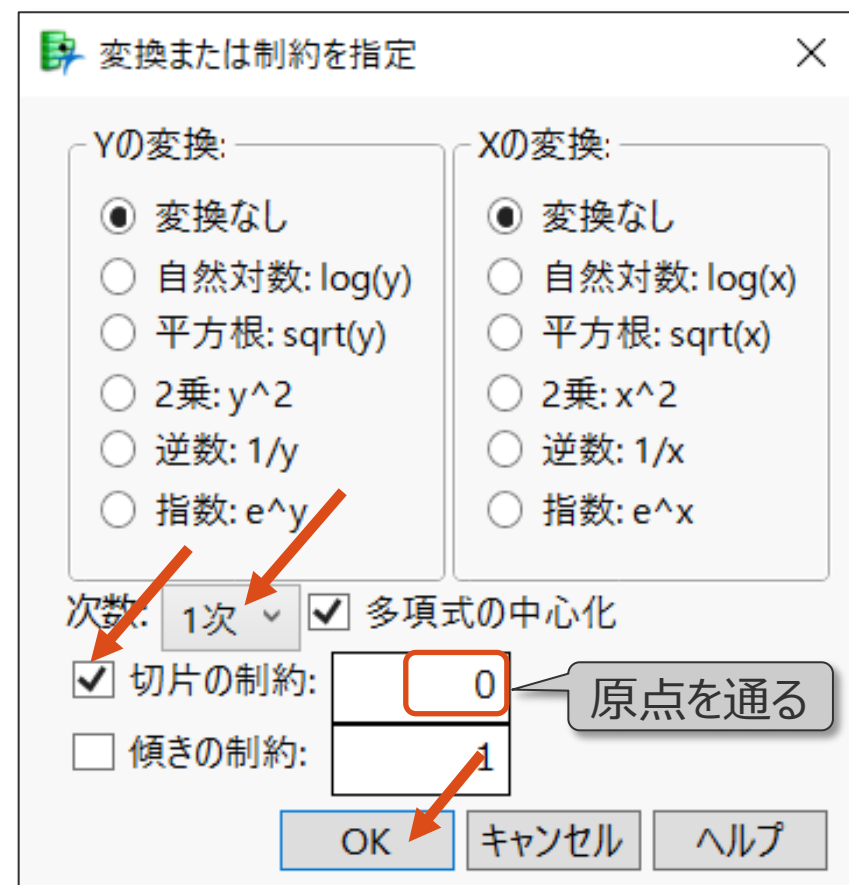 変換または制約を指定
Yの変換:
変換なし
自然対数: log(y)
平方根: sqrt(y)
2乗: y^2
逆数: 1/y
指数: e^y
Xの変換:
変換なし
自然対数: log(x)
平方根: sqrt(x)
2乗: x^2
逆数: 1/x
指数: e^x
次数: 1次 多項式の中心化
切片の制約: 0 原点を通る
傾きの制約: 1
OK キャンセル ヘルプ